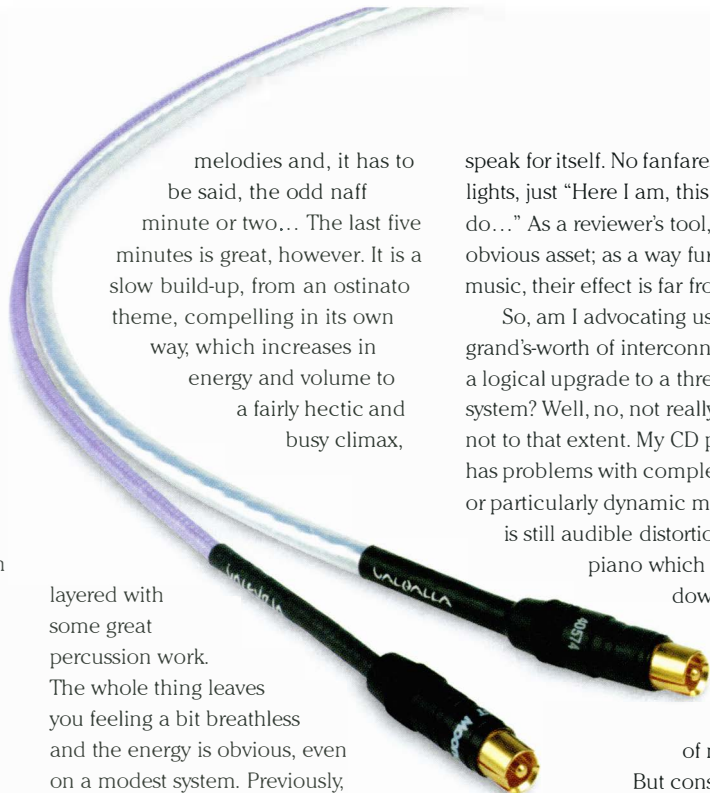 melodies and, it has to
be said, the odd naff
minute or two… The last five
minutes is great, however. It is a
slow build-up, from an ostinato
theme, compelling in its own
way, which increases in
energy and volume to
a fairly hectic and
busy climax,
layered with
some great
percussion work.
The whole thing leaves
you feeling a bit breathless
and the energy is obvious, even
on a modest system. Previously,
speak for itself. No fanfare
lights, just “Here I am, this
do…” As a reviewer’s tool,
obvious asset; as a way fur
music, their effect is far fro
So, am I advocating us
grand’s-worth of interconn
a logical upgrade to a thre
system? Well, no, not really
not to that extent. My CD p
has problems with comple
or particularly dynamic m
is still audible distortio
piano which
dow
of r
But cons
VALHALLA
VALHALLA
40574